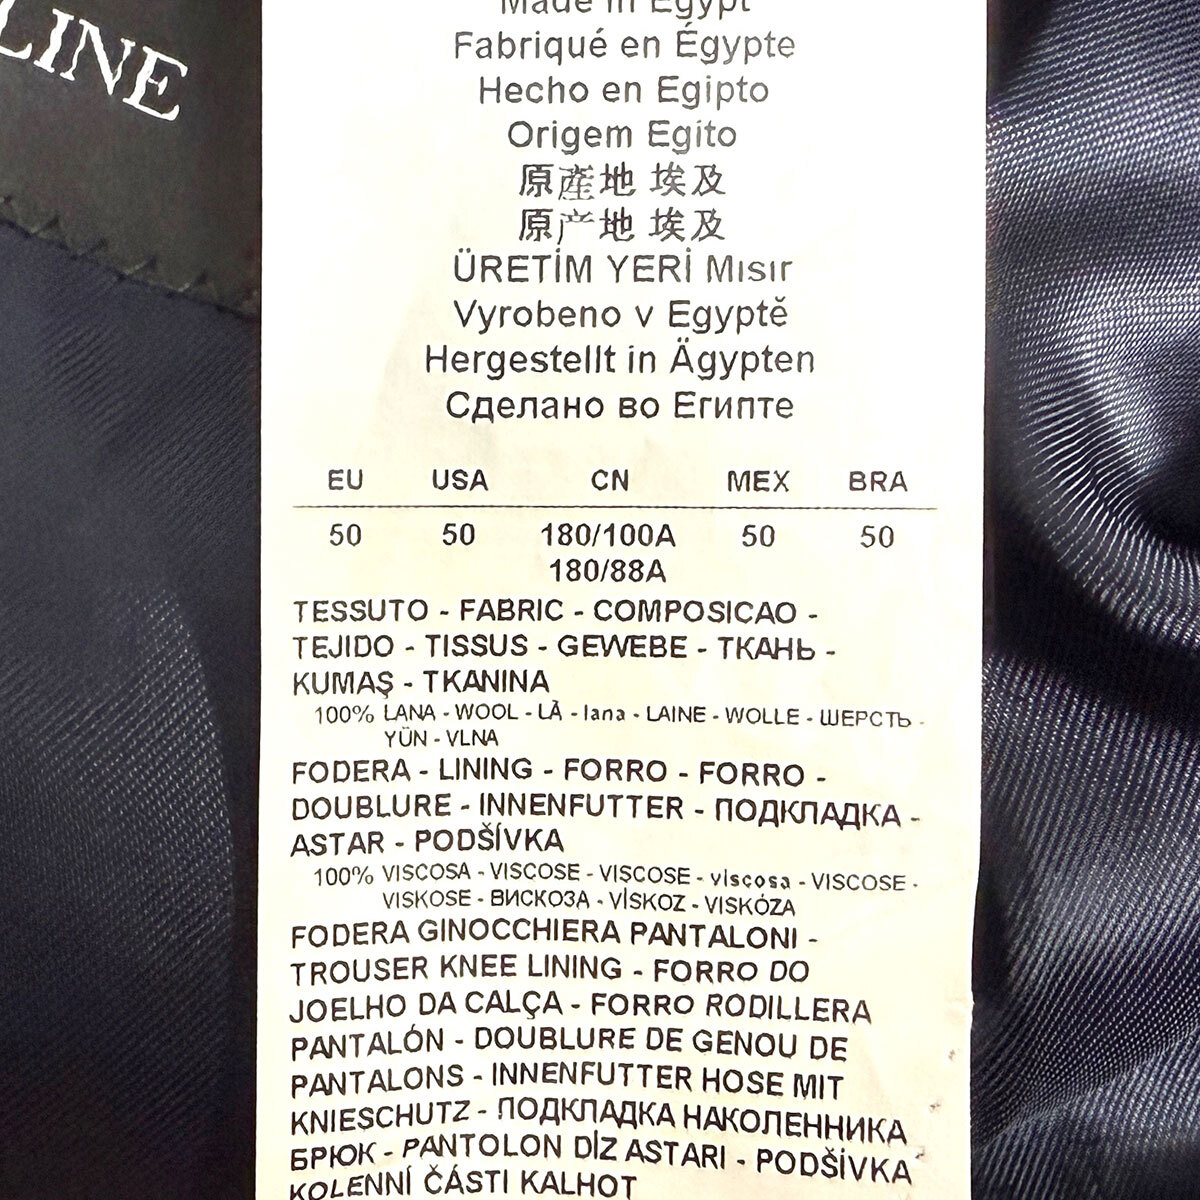 LINE
Made in Egypt
Fabriqué en Égypte
Hecho en Egipto
Origem Egito
原產地 埃及
原产地 埃及
ÜRETİM YERİ Mısır
Vyrobeno v Egyptě
Hergestellt in Ägypten
Сделано во Египте
EU USA CN MEX BRA
50 50 180/100A 50 50
180/88A
TESSUTO - FABRIC - COMPOSICAO -
TEJIDO - TISSUS - GEWEBE - ТКАНЬ -
KUMAŞ - TKANINA
100% LANA - WOOL - LÀ - lana - LAINE - WOLLE - ШЕРСТЬ -
YÜN - VLNA
FODERA - LINING - FORRO - FORRO -
DOUBLURE - INNENFUTTER - ПОДКЛАДКА -
ASTAR - PODŠÍVKA
100% VISCOSA - VISCOSE - VISCOSE - viscosa - VISCOSE -
VISKOSE - ВИСКОЗА - VİSKOZ - VISKÓZA
FODERA GINOCCHIERA PANTALONI -
TROUSER KNEE LINING - FORRO DO
JOELHO DA CALÇA - FORRO RODILLERA
PANTALÓN - DOUBLURE DE GENOU DE
PANTALONS - INNENFUTTER HOSE MIT
KNIESCHUTZ - ПОДКЛАДКА НАКОЛЕННИКА
БРЮК - PANTOLON DİZ ASTARI - PODŠÍVKA
KOLENNÍ ČÁSTI KALHOT